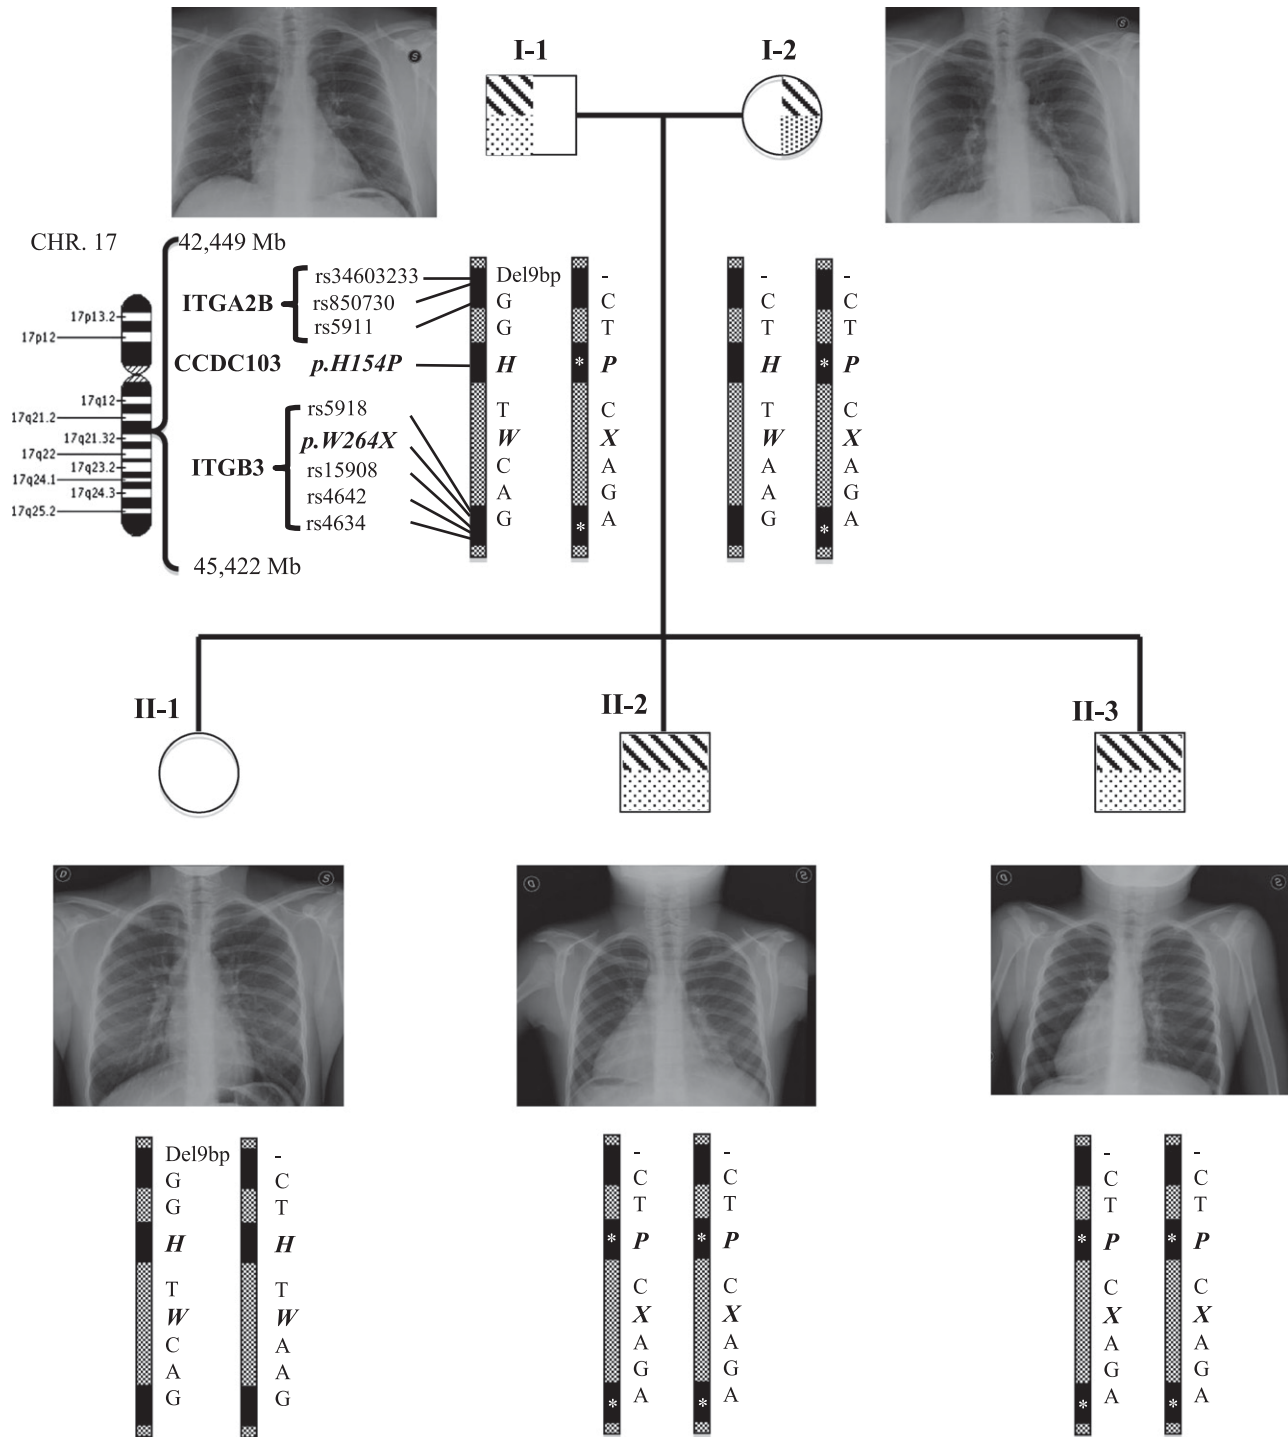 I-1
I-2
S
S
CHR. 17
42,449 Mb
17p13.2
17p12
17q12
17q21.2
17q21.32
17q22
17q23.2
17q24.1
17q24.3
17q25.2
ITGA2B
rs34603233
rs850730
rs5911
CCDC103
p.H154P
ITGB3
rs5918
p.W264X
rs15908
rs4642
rs4634
45,422 Mb
Del9bp - - -
G C C C
G T T T
H * P H * P
T C T C
W X W X
C A A A
A G A G
G * A G * A
II-1
II-2
II-3
D S
D S
D S
Del9bp -
G C
G T
H H
T T
W W
C A
A A
G G
- -
C C
T T
* P * P
C C
X X
A A
G G
* A * A
- -
C C
T T
* P * P
C C
X X
A A
G G
* A * A